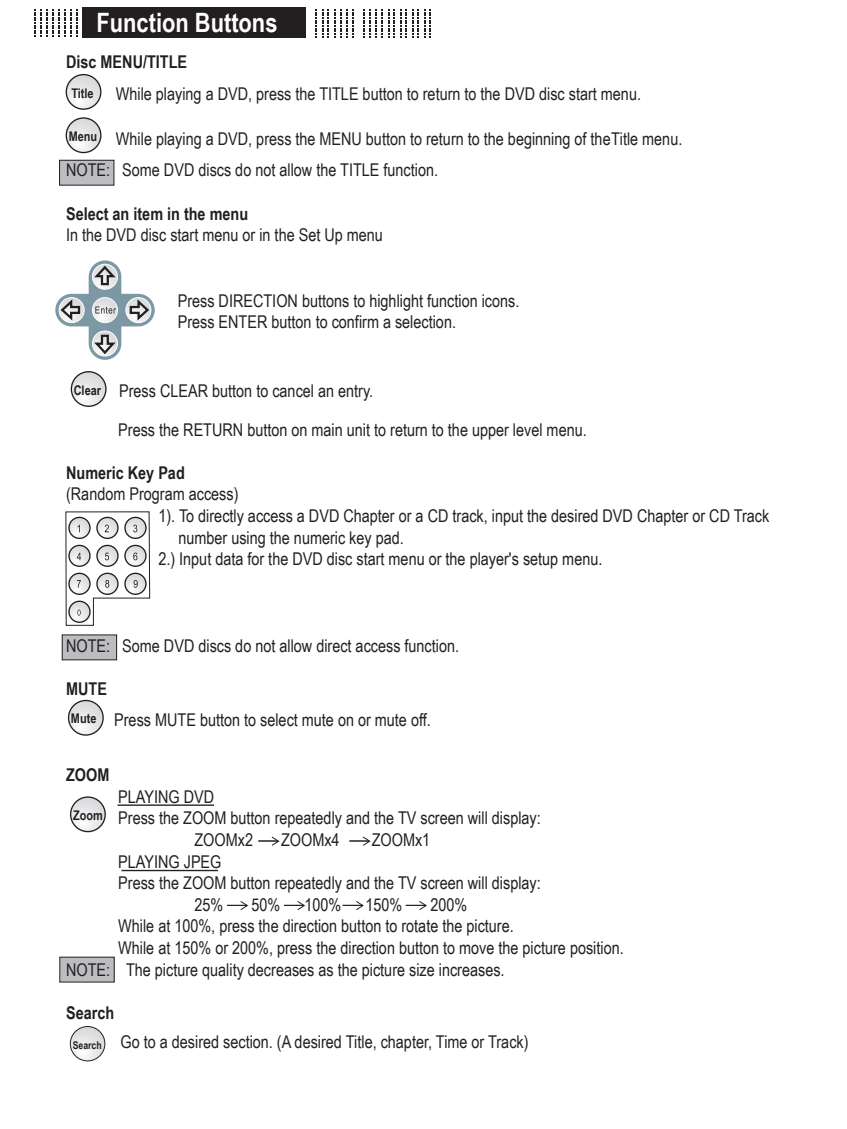 Function Buttons
Disc MENU/TITLE
Title While playing a DVD, press the TITLE button to return to the DVD disc start menu.
Menu While playing a DVD, press the MENU button to return to the beginning of theTitle menu.
NOTE: Some DVD discs do not allow the TITLE function.
Select an item in the menu
In the DVD disc start menu or in the Set Up menu
Enter
Press DIRECTION buttons to highlight function icons.
Press ENTER button to confirm a selection.
Clear Press CLEAR button to cancel an entry.
Press the RETURN button on main unit to return to the upper level menu.
Numeric Key Pad
(Random Program access)
1 2 3
4 5 6
7 8 9
0
1). To directly access a DVD Chapter or a CD track, input the desired DVD Chapter or CD Track
number using the numeric key pad.
2.) Input data for the DVD disc start menu or the player's setup menu.
NOTE: Some DVD discs do not allow direct access function.
MUTE
Mute Press MUTE button to select mute on or mute off.
ZOOM
PLAYING DVD
Zoom Press the ZOOM button repeatedly and the TV screen will display:
ZOOMx2 → ZOOMx4 → ZOOMx1
PLAYING JPEG
Press the ZOOM button repeatedly and the TV screen will display:
25% → 50% → 100% → 150% → 200%
While at 100%, press the direction button to rotate the picture.
While at 150% or 200%, press the direction button to move the picture position.
NOTE: The picture quality decreases as the picture size increases.
Search
Search Go to a desired section. (A desired Title, chapter, Time or Track)